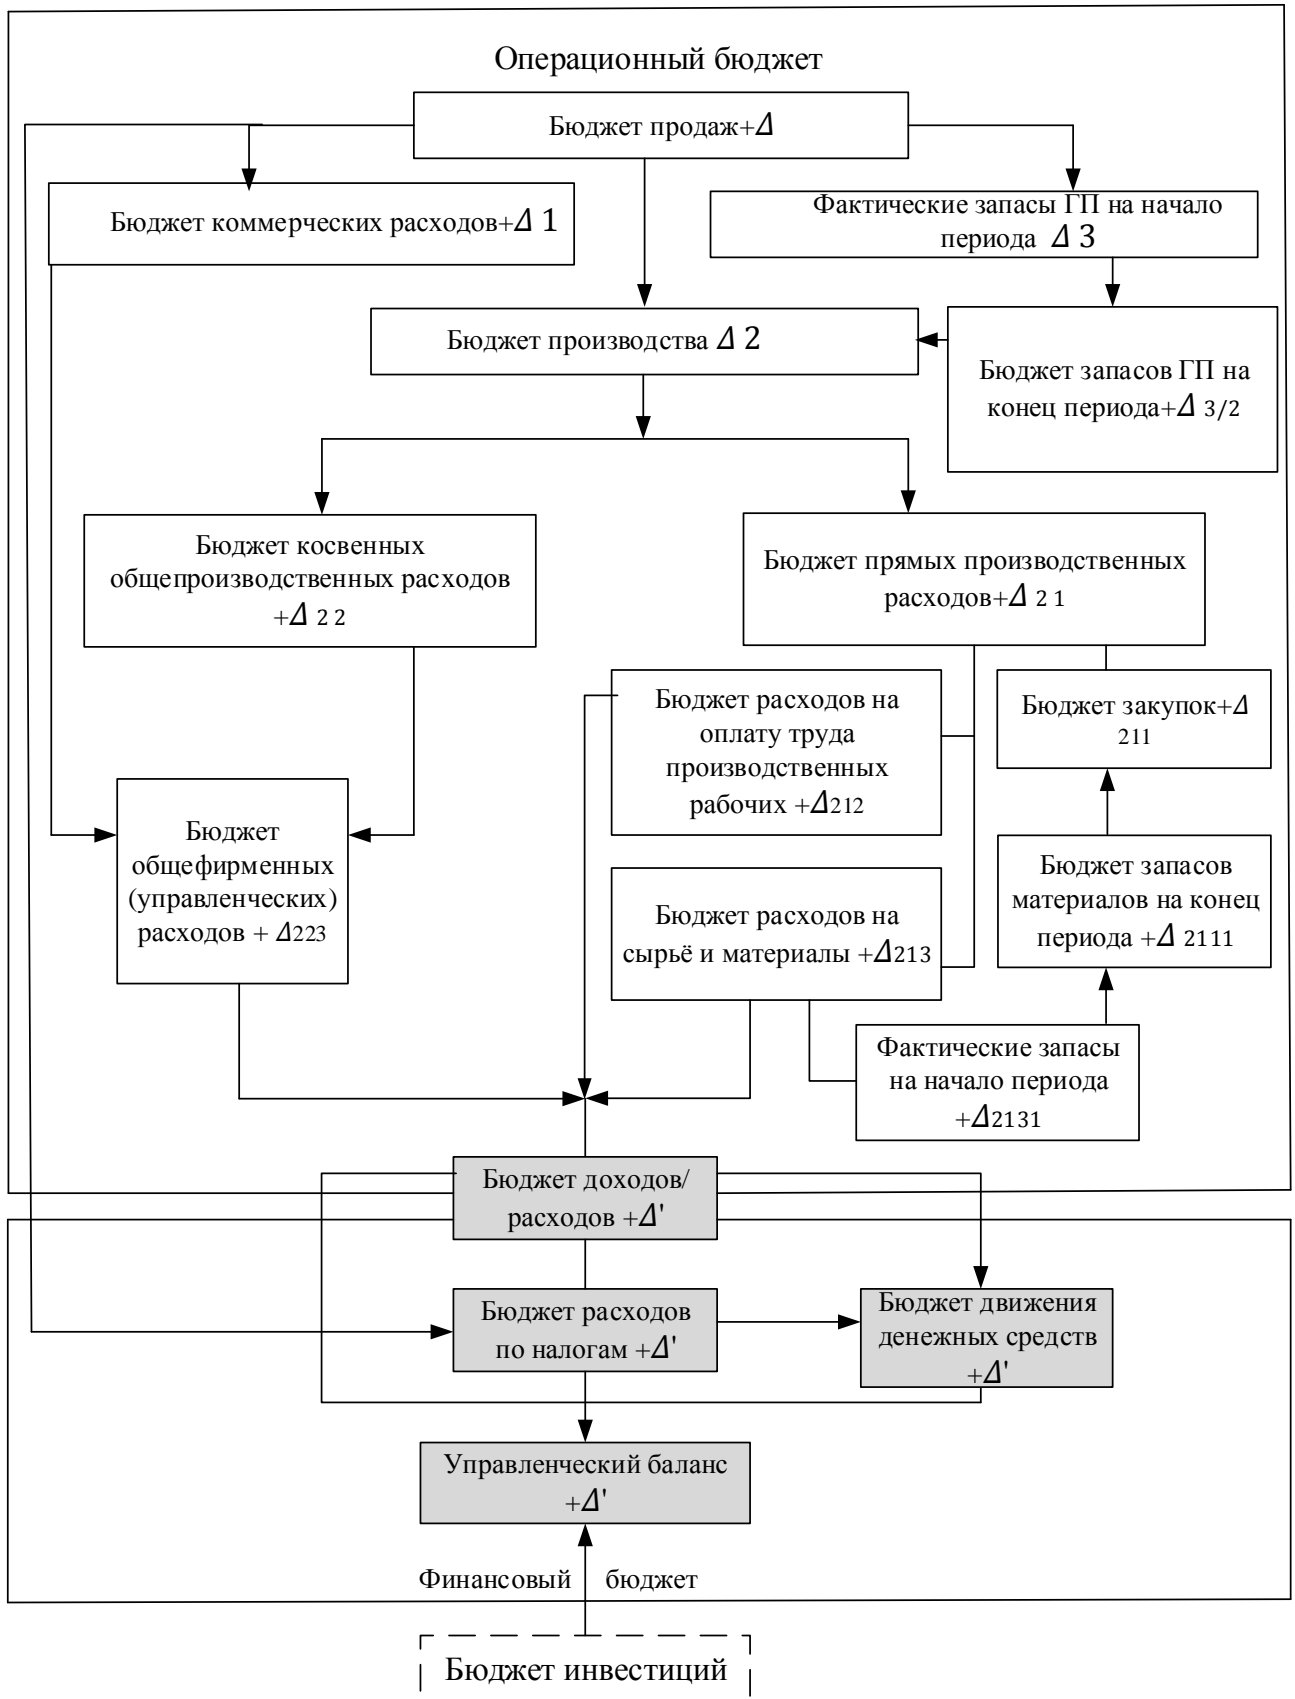 Операционный бюджет
Бюджет продаж+Δ
Бюджет коммерческих расходов+Δ 1
Фактические запасы ГП на начало
периода Δ 3
Бюджет производства Δ 2
Бюджет запасов ГП на
конец периода+Δ 3/2
Бюджет косвенных
общепроизводственных расходов
+Δ 2 2
Бюджет прямых производственных
расходов+Δ 2 1
Бюджет расходов на
оплату труда
производственных
рабочих +Δ212
Бюджет закупок+Δ
211
Бюджет
общефирменных
(управленческих)
расходов + Δ223
Бюджет расходов на
сырьё и материалы +Δ213
Бюджет запасов
материалов на конец
периода +Δ 2111
Фактические запасы
на начало периода
+Δ2131
Бюджет доходов/
расходов +Δ'
Бюджет расходов
по налогам +Δ'
Бюджет движения
денежных средств
+Δ'
Управленческий баланс
+Δ'
Финансовый бюджет
Бюджет инвестиций